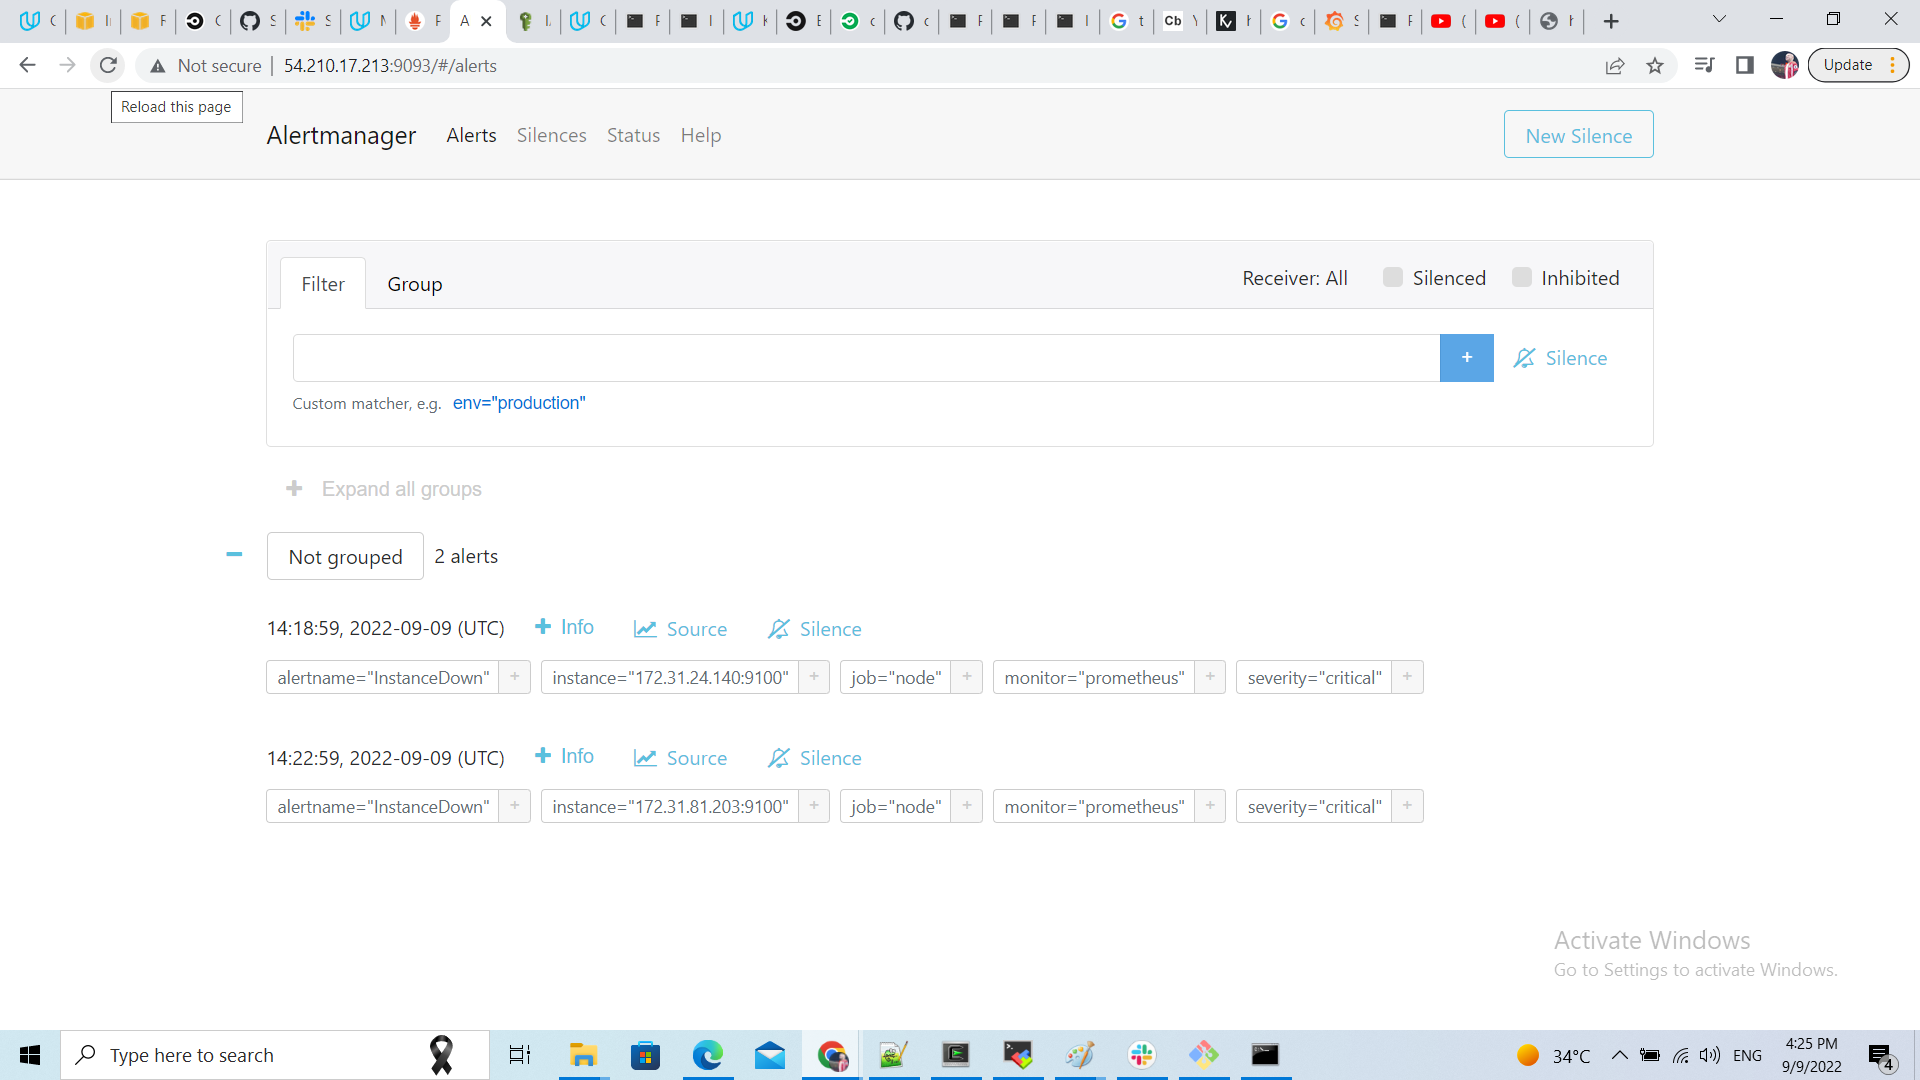 Not secure | 54.210.17.213:9093/#/alerts
Update
Reload this page
Alertmanager Alerts Silences Status Help
New Silence
Filter Group Receiver: All Silenced Inhibited
+ Silence
Custom matcher, e.g. env="production"
+ Expand all groups
Not grouped 2 alerts
14:18:59, 2022-09-09 (UTC) + Info Source Silence
alertname="InstanceDown" + instance="172.31.24.140:9100" + job="node" + monitor="prometheus" + severity="critical" +
14:22:59, 2022-09-09 (UTC) + Info Source Silence
alertname="InstanceDown" + instance="172.31.81.203:9100" + job="node" + monitor="prometheus" + severity="critical" +
Activate Windows
Go to Settings to activate Windows.
Type here to search
34°C
ENG
4:25 PM
9/9/2022
4